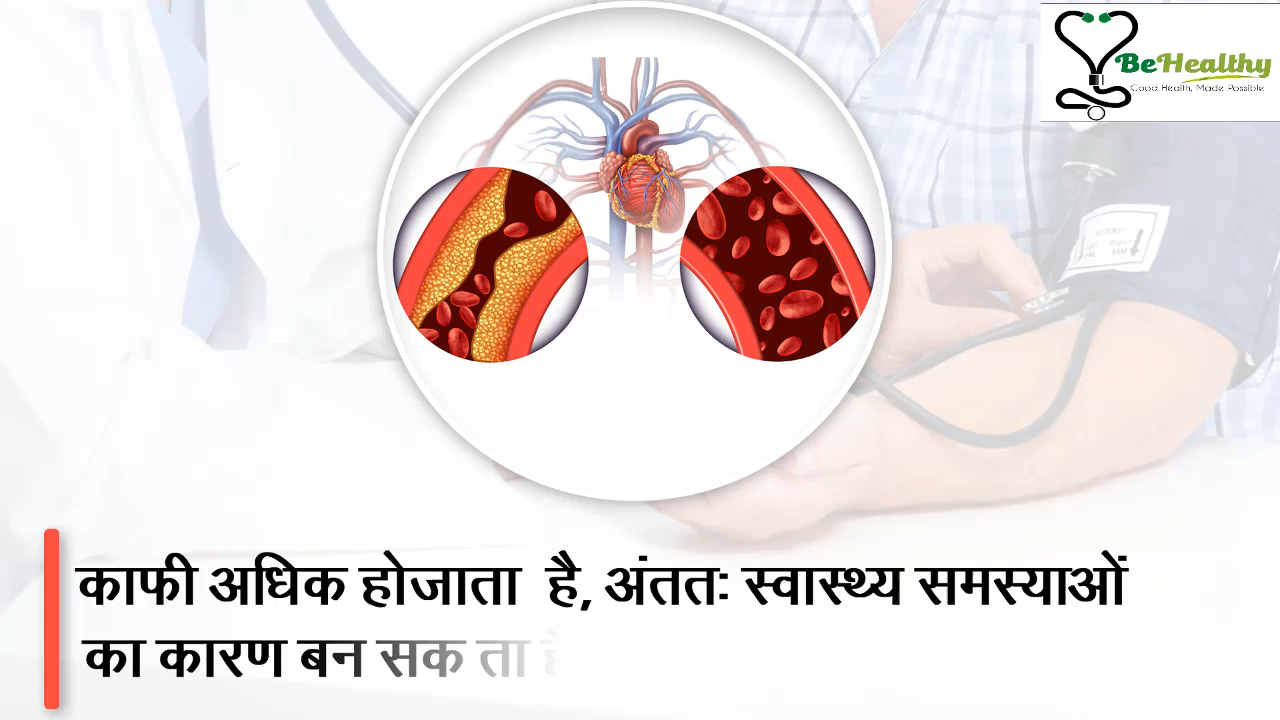 BeHealthy
Good Health, Made Possible
काफी अधिक होजाता है, अंततः स्वास्थ्य समस्याओं
का कारण बन सक ता